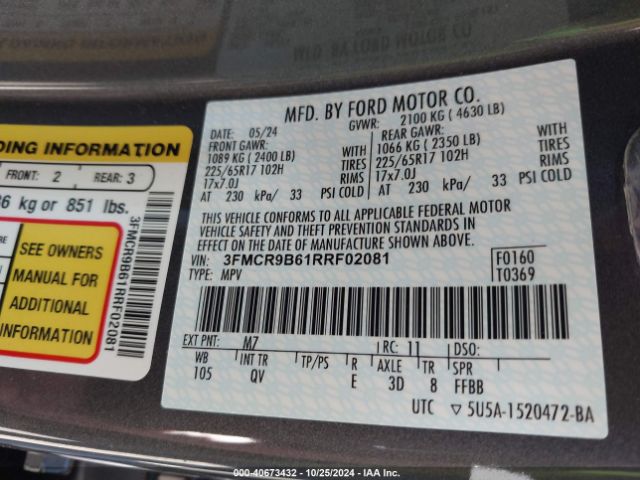 DING INFORMATION
FRONT: 2 REAR: 3
86 kg or 851 lbs.
SEE OWNERS
MANUAL FOR
ADDITIONAL
INFORMATION
3FMCR9B61RRF02081
MFD. BY FORD MOTOR CO.
DATE: 05/24 GVWR: 2100 KG ( 4630 LB)
FRONT GAWR: REAR GAWR:
1089 KG (2400 LB) WITH 1066 KG ( 2350 LB) WITH
225/65R17 102H TIRES 225/65R17 102H TIRES
17x7.0J RIMS 17x7.0J RIMS
AT 230 kPa/ 33 PSI COLD AT 230 kPa/ 33 PSI COLD
THIS VEHICLE CONFORMS TO ALL APPLICABLE FEDERAL MOTOR
VEHICLE SAFETY AND THEFT PREVENTION STANDARDS IN
EFFECT ON THE DATE OF MANUFACTURE SHOWN ABOVE.
VIN: 3FMCR9B61RRF02081 F0160
TYPE: MPV T0369
EXT PNT: M7 RC: 11 DSO:
WB INT TR TP/PS R AXLE TR SPR
105 QV E 3D 8 FFBB
UTC ▽ 5U5A-1520472-BA
00-40673432 - 10/25/2024 - IAA Inc.